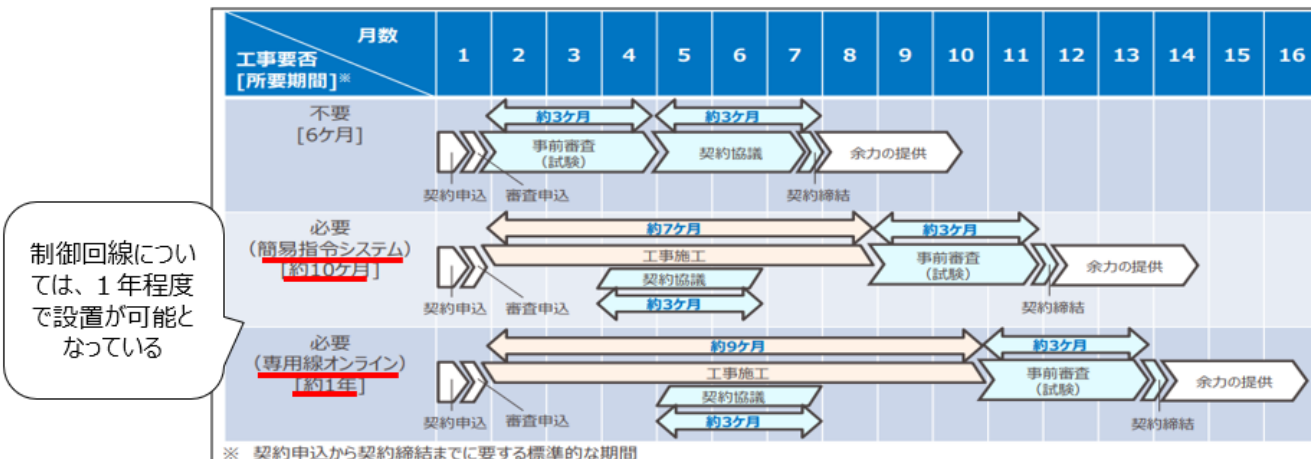 月数
工事要否
[所要期間]※
1 2 3 4 5 6 7 8 9 10 11 12 13 14 15 16
不要
[6ケ月]
約3ケ月 約3ケ月
事前審査
(試験)
契約協議
余力の提供
契約申込 審査申込 契約締結
制御回線につい
ては、1年程度
で設置が可能と
なっている
必要
(簡易指令システム)
[約10ケ月]
約7ケ月 約3ケ月
工事施工
事前審査
(試験)
余力の提供
契約協議
約3ケ月
契約申込 審査申込 契約締結
必要
(専用線オンライン)
[約1年]
約9ケ月 約3ケ月
工事施工
事前審査
(試験)
余力の提供
契約協議
約3ケ月
契約申込 審査申込 契約締結
※ 契約申込から契約締結までに要する標準的な期間